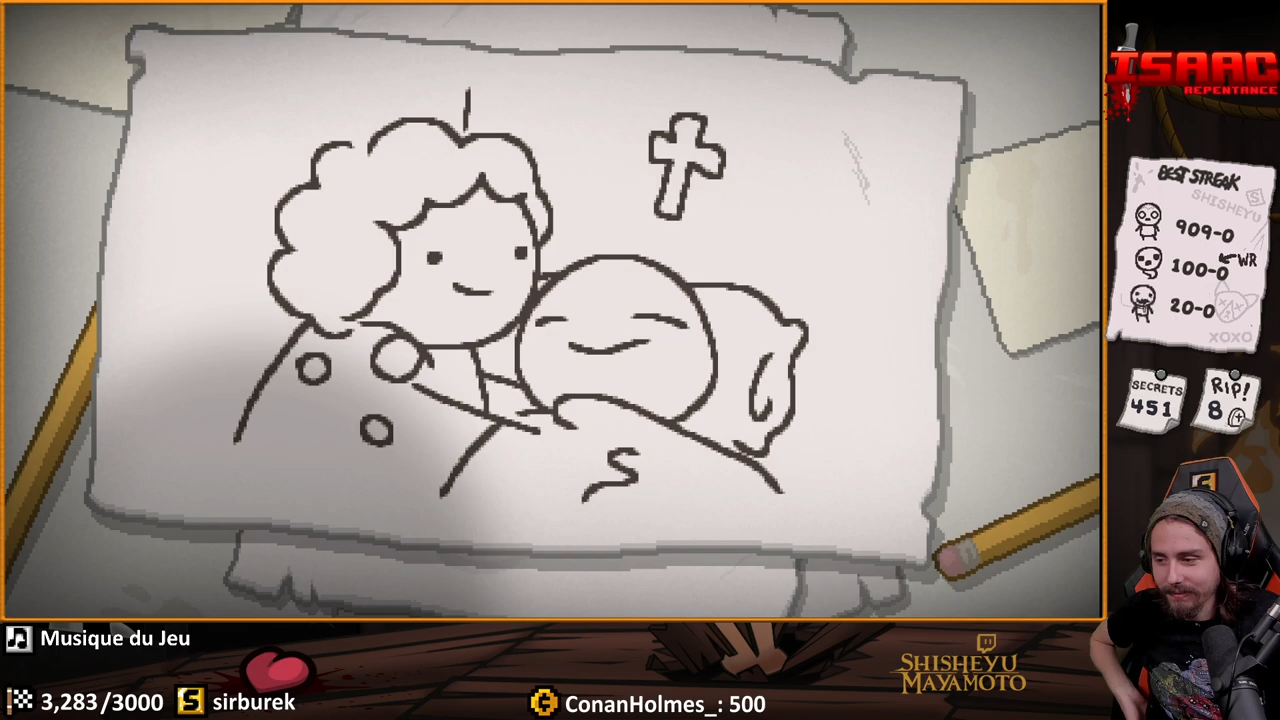 ISAAC
REPENTANCE
BEST STREAK
SHISHEYU
909-0
100-0
WR
20-0
XOXO
SECRETS
451
RIP!
8
Musique du Jeu
3,283/3000
sirburek
ConanHolmes_: 500
SHISHEYU
MAYAMOTO